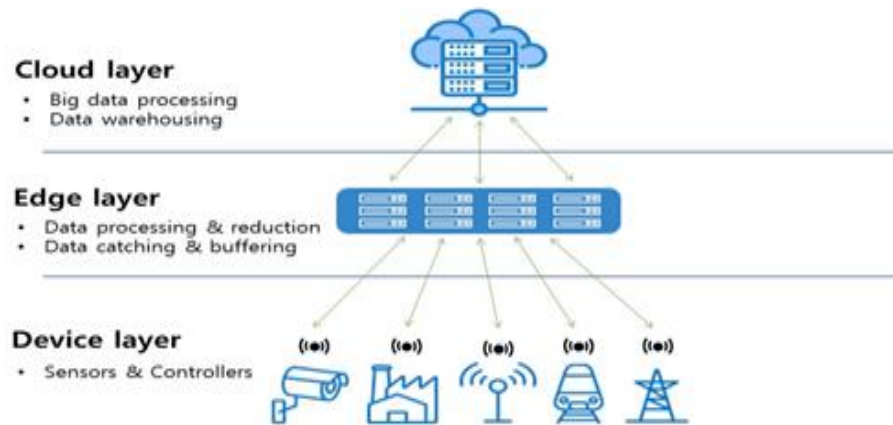 Cloud layer
• Big data processing
• Data warehousing
Edge layer
• Data processing & reduction
• Data catching & buffering
Device layer
• Sensors & Controllers